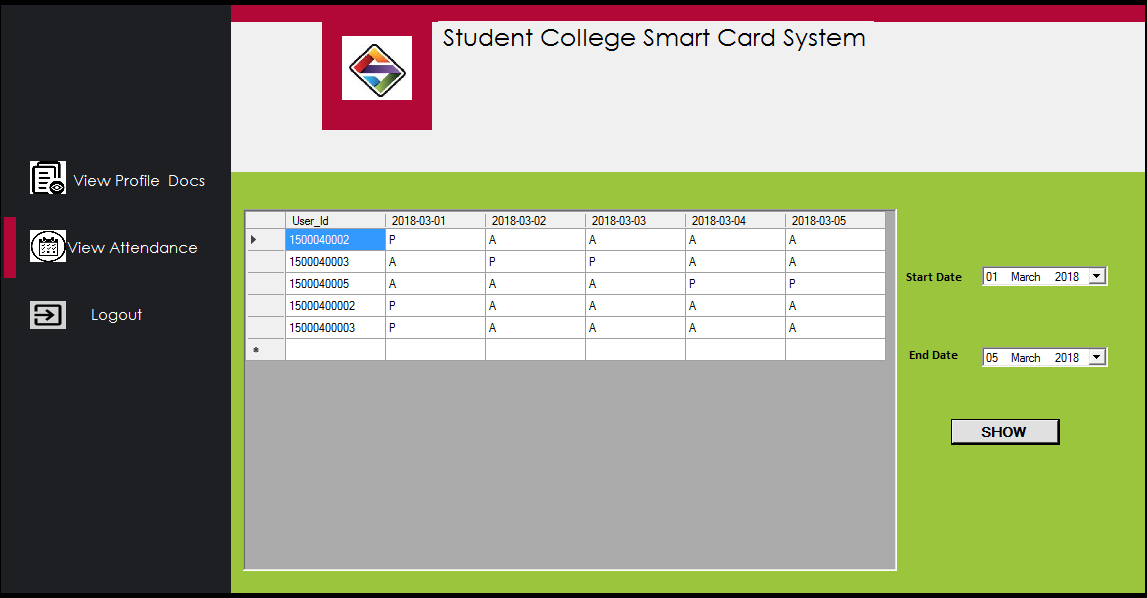 Student College Smart Card System
View Profile Docs
View Attendance
Logout
User_Id 2018-03-01 2018-03-02 2018-03-03 2018-03-04 2018-03-05
1500040002 P A A A A
1500040003 A P P A A
1500040005 A A A P P
15000400002 P A A A A
15000400003 P A A A A
Start Date 01 March 2018
End Date 05 March 2018
SHOW